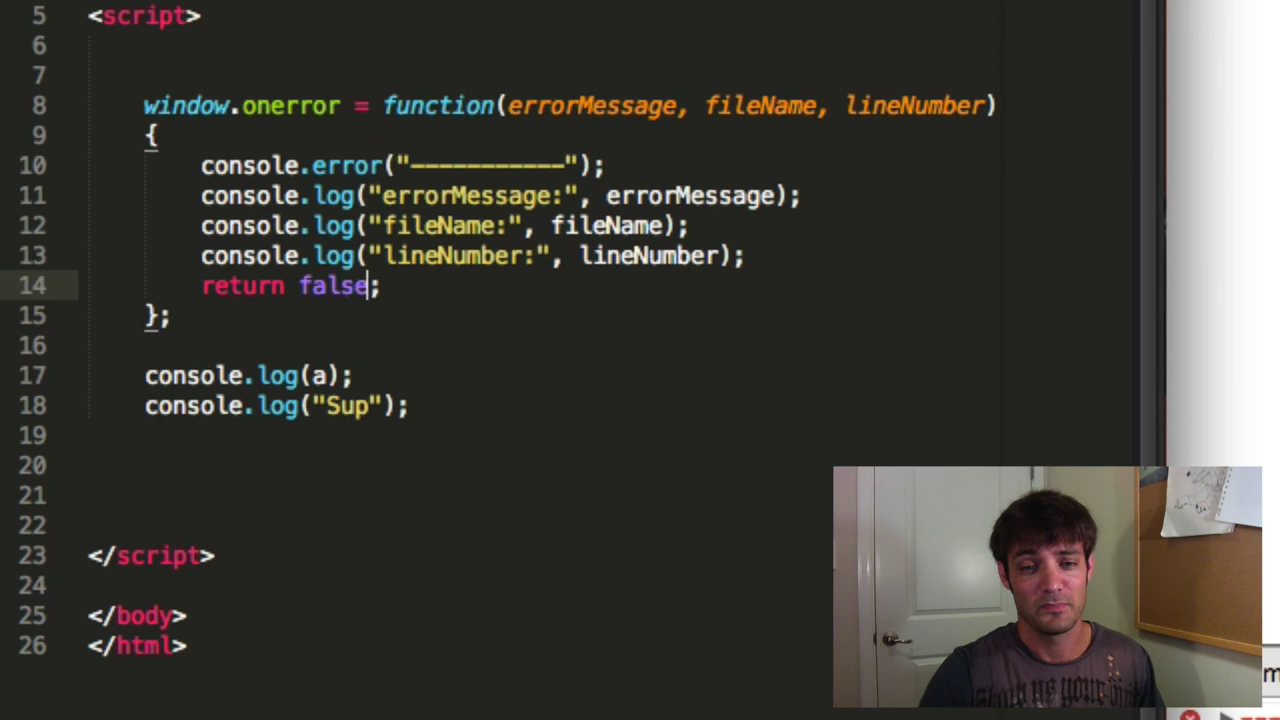 5 <script>
6
7
8 window.onerror = function(errorMessage, fileName, lineNumber)
9 {
10 console.error("———————————");
11 console.log("errorMessage:", errorMessage);
12 console.log("fileName:", fileName);
13 console.log("lineNumber:", lineNumber);
14 return false;
15 };
16
17 console.log(a);
18 console.log("Sup");
19
20
21
22
23 </script>
24
25 </body>
26 </html>